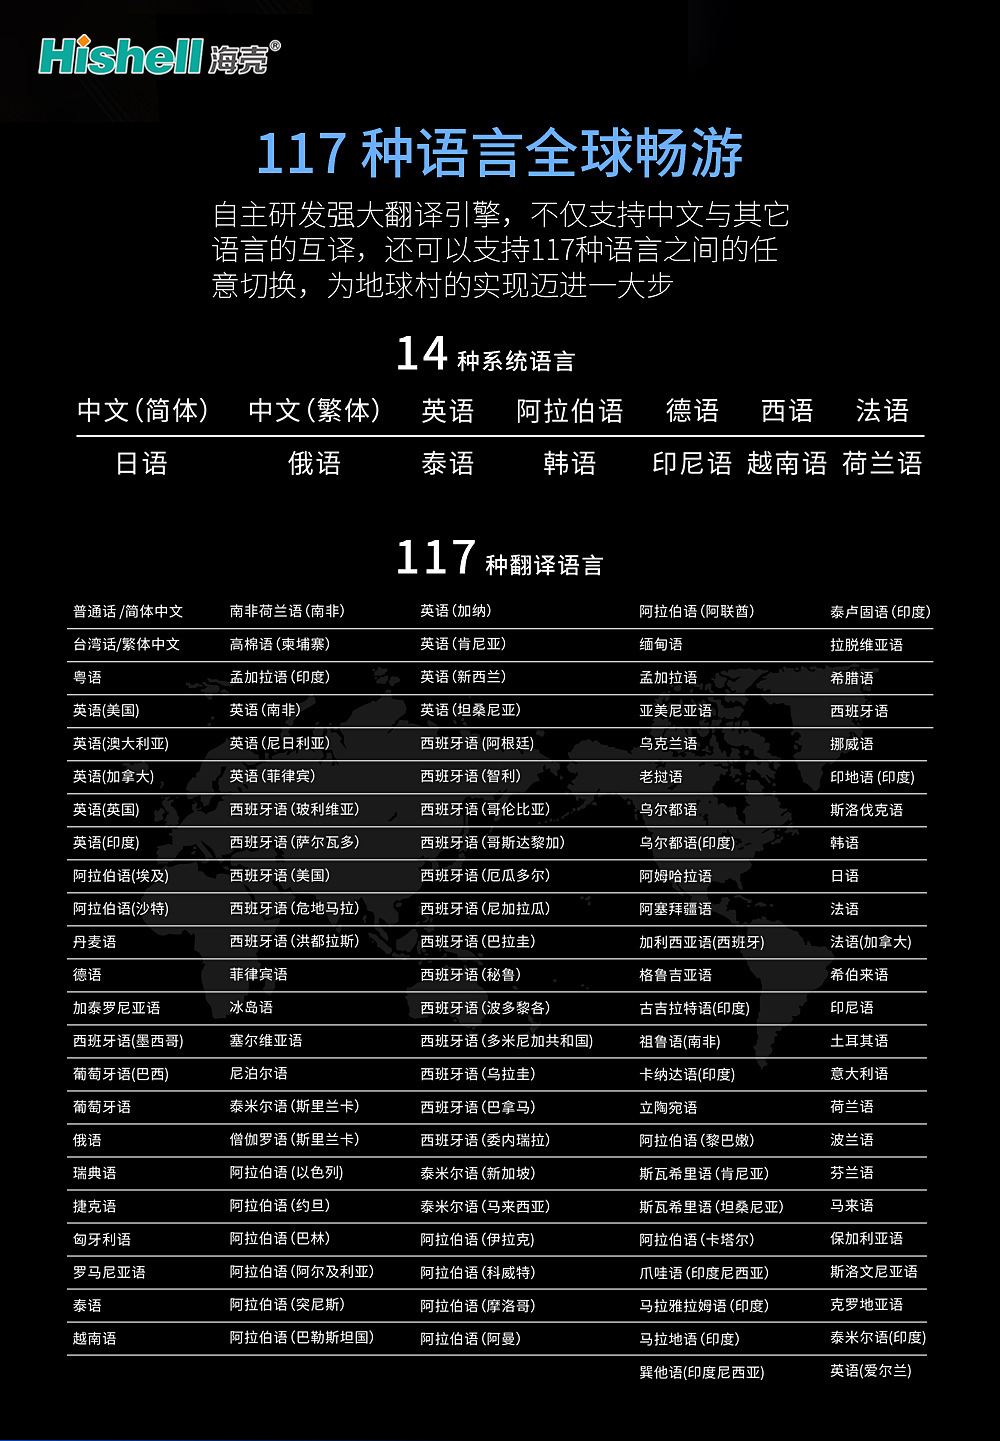 Hishell 海壳®
117 种语言全球畅游
自主研发强大翻译引擎，不仅支持中文与其它
语言的互译，还可以支持117种语言之间的任
意切换，为地球村的实现迈进一大步
14 种系统语言
中文（简体） 中文（繁体） 英语 阿拉伯语 德语 西语 法语
日语 俄语 泰语 韩语 印尼语 越南语 荷兰语
117 种翻译语言
普通话/简体中文 南非荷兰语（南非） 英语（加纳） 阿拉伯语（阿联酋） 泰卢固语（印度）
台湾话/繁体中文 高棉语（柬埔寨） 英语（肯尼亚） 缅甸语 拉脱维亚语
粤语 孟加拉语（印度） 英语（新西兰） 孟加拉语 希腊语
英语(美国) 英语（南非） 英语（坦桑尼亚） 亚美尼亚语 西班牙语
英语(澳大利亚) 英语（尼日利亚） 西班牙语 (阿根廷) 乌克兰语 挪威语
英语(加拿大) 英语（菲律宾） 西班牙语（智利） 老挝语 印地语 (印度)
英语(英国) 西班牙语（玻利维亚） 西班牙语（哥伦比亚） 乌尔都语 斯洛伐克语
英语(印度) 西班牙语（萨尔瓦多） 西班牙语（哥斯达黎加） 乌尔都语(印度) 韩语
阿拉伯语(埃及) 西班牙语（美国） 西班牙语（厄瓜多尔） 阿姆哈拉语 日语
阿拉伯语(沙特) 西班牙语（危地马拉） 西班牙语（尼加拉瓜） 阿塞拜疆语 法语
丹麦语 西班牙语（洪都拉斯） 西班牙语（巴拉圭） 加利西亚语(西班牙) 法语(加拿大)
德语 菲律宾语 西班牙语（秘鲁） 格鲁吉亚语 希伯来语
加泰罗尼亚语 冰岛语 西班牙语（波多黎各） 古吉拉特语(印度) 印尼语
西班牙语(墨西哥) 塞尔维亚语 西班牙语（多米尼加共和国） 祖鲁语(南非) 土耳其语
葡萄牙语(巴西) 尼泊尔语 西班牙语（乌拉圭） 卡纳达语(印度) 意大利语
葡萄牙语 泰米尔语（斯里兰卡） 西班牙语（巴拿马） 立陶宛语 荷兰语
俄语 僧伽罗语（斯里兰卡） 西班牙语（委内瑞拉） 阿拉伯语（黎巴嫩） 波兰语
瑞典语 阿拉伯语 (以色列) 泰米尔语（新加坡） 斯瓦希里语（肯尼亚） 芬兰语
捷克语 阿拉伯语（约旦） 泰米尔语（马来西亚） 斯瓦希里语（坦桑尼亚） 马来语
匈牙利语 阿拉伯语（巴林） 阿拉伯语（伊拉克) 阿拉伯语（卡塔尔） 保加利亚语
罗马尼亚语 阿拉伯语（阿尔及利亚） 阿拉伯语（科威特） 爪哇语（印度尼西亚） 斯洛文尼亚语
泰语 阿拉伯语（突尼斯） 阿拉伯语（摩洛哥） 马拉雅拉姆语（印度） 克罗地亚语
越南语 阿拉伯语（巴勒斯坦国） 阿拉伯语（阿曼） 马拉地语（印度） 泰米尔语(印度)
巽他语(印度尼西亚) 英语(爱尔兰)